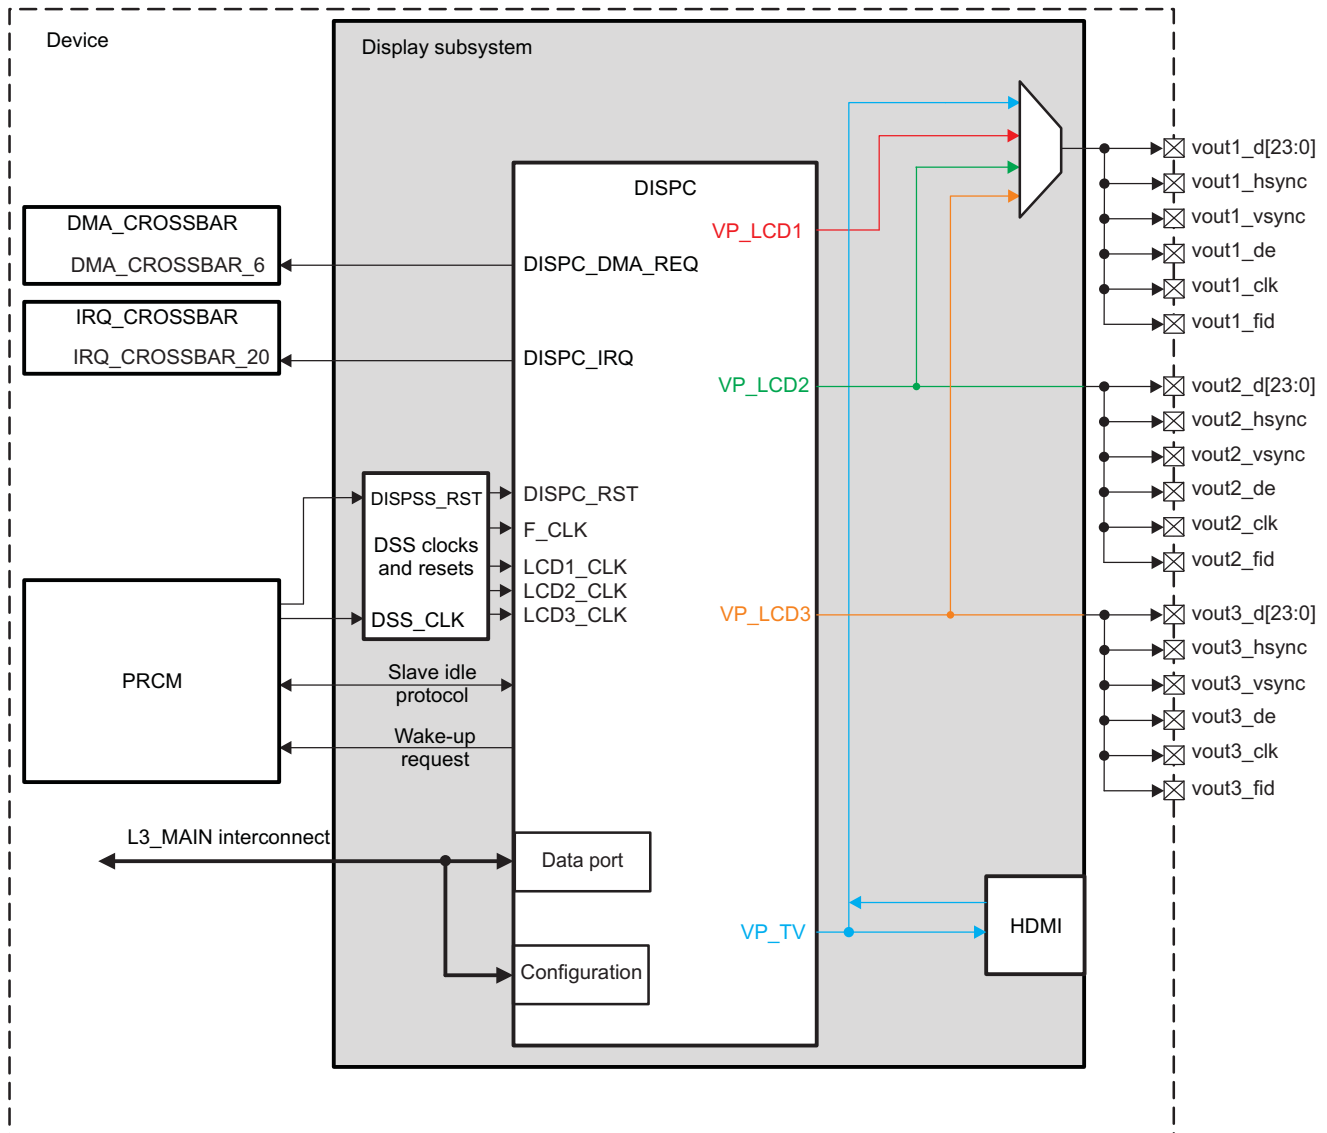 Device
Display subsystem
DMA_CROSSBAR
DMA_CROSSBAR_6
IRQ_CROSSBAR
IRQ_CROSSBAR_20
PRCM
DISPSS_RST
DSS clocks
and resets
DSS_CLK
Slave idle
protocol
Wake-up
request
L3_MAIN interconnect
DISPC
VP_LCD1
DISPC_DMA_REQ
DISPC_IRQ
VP_LCD2
DISPC_RST
F_CLK
LCD1_CLK
LCD2_CLK
LCD3_CLK
VP_LCD3
Data port
VP_TV
Configuration
HDMI
vout1_d[23:0]
vout1_hsync
vout1_vsync
vout1_de
vout1_clk
vout1_fid
vout2_d[23:0]
vout2_hsync
vout2_vsync
vout2_de
vout2_clk
vout2_fid
vout3_d[23:0]
vout3_hsync
vout3_vsync
vout3_de
vout3_clk
vout3_fid